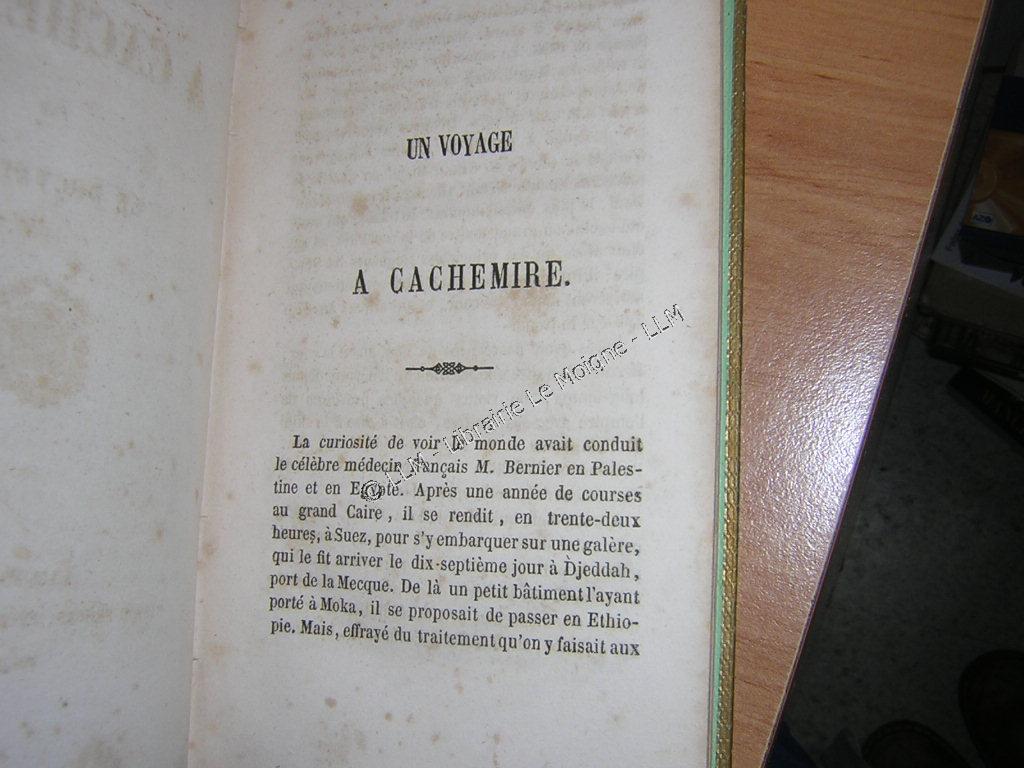 UN VOYAGE
A CACHEMIRE.
La curiosité de voir le monde avait conduit
le célèbre médecin français M. Bernier en Pales-
tine et en Egypte. Après une année de courses
au grand Caire, il se rendit, en trente-deux
heures, à Suez, pour s'y embarquer sur une galère,
qui le fit arriver le dix-septième jour à Djeddah,
port de la Mecque. De là un petit bâtiment l'ayant
porté à Moka, il se proposait de passer en Ethio-
pie. Mais, effrayé du traitement qu'on y faisait aux
© LLM - Librairie Le Moigne - LLM